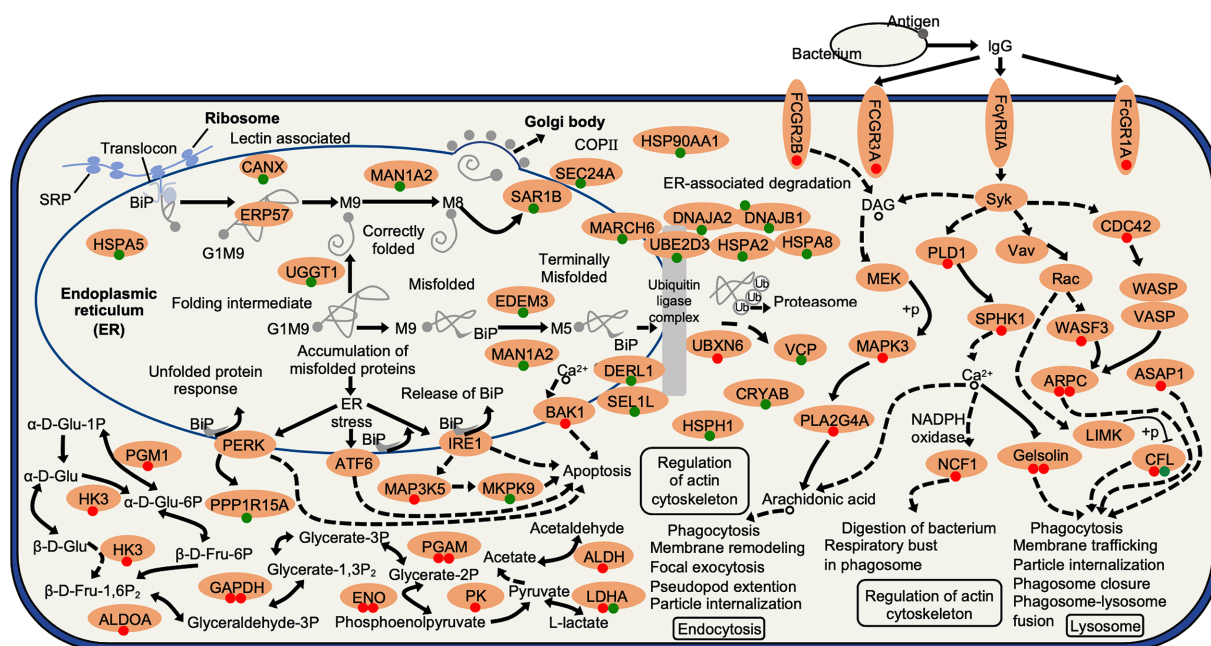 Antigen
Bacterium
IgG
FCGR2B
FCGR3A
FcγRIIA
FcGR1A
Ribosome
Lectin associated
Translocon
SRP
BiP
CANX
ERP57
G1M9
HSPA5
M9
MAN1A2
M8
Correctly
folded
Golgi body
COPII
SEC24A
SAR1B
HSP90AA1
ER-associated degradation
MARCH6
DNAJA2
DNAJB1
UBE2D3
HSPA2
HSPA8
DAG
Syk
PLD1
Vav
CDC42
Rac
WASP
VASP
MEK
+p
SPHK1
WASF3
MAPK3
ARPC
ASAP1
UGGT1
Endoplasmic
reticulum
(ER)
Folding intermediate
G1M9
Misfolded
M9
BiP
EDEM3
M5
BiP
Terminally
Misfolded
MAN1A2
Ubiquitin
ligase
complex
Ub
Ub
Ub
Proteasome
UBXN6
VCP
DERL1
SEL1L
CRYAB
HSPH1
Ca2+
BAK1
Accumulation of
misfolded proteins
Unfolded protein
response
Release of BiP
ER
stress
BiP
BiP
BiP
PERK
ATF6
IRE1
PPP1R15A
MAP3K5
MKPK9
Apoptosis
PLA2G4A
Ca2+
NADPH
oxidase
NCF1
Gelsolin
LIMK
+p
CFL
Arachidonic acid
Regulation
of actin
cytoskeleton
Phagocytosis
Membrane remodeling
Focal exocytosis
Pseudopod extention
Particle internalization
Endocytosis
Digestion of bacterium
Respiratory bust
in phagosome
Regulation of actin
cytoskeleton
Phagocytosis
Membrane trafficking
Particle internalization
Phagosome closure
Phagosome-lysosome
fusion
Lysosome
α-D-Glu-1P
PGM1
α-D-Glu
HK3
α-D-Glu-6P
β-D-Glu
HK3
β-D-Fru-6P
β-D-Fru-1,6P2
GAPDH
ALDOA
Glyceraldehyde-3P
Glycerate-3P
Glycerate-1,3P2
PGAM
Glycerate-2P
ENO
Phosphoenolpyruvate
PK
Acetaldehyde
Acetate
ALDH
Pyruvate
LDHA
L-lactate